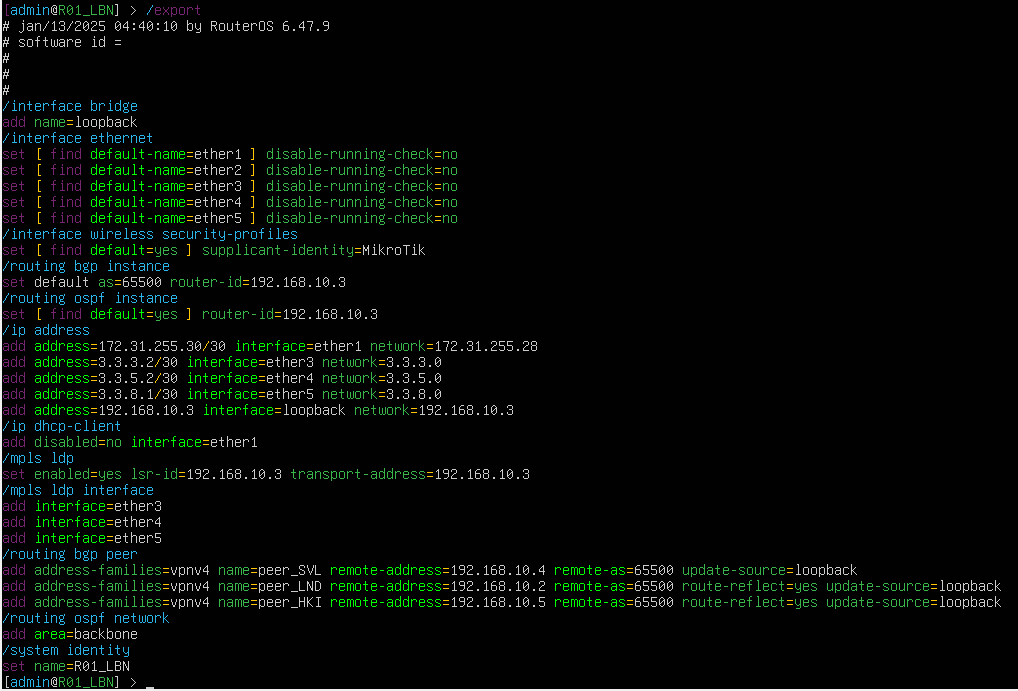 [admin@R01_LBN] > /export
# jan/13/2025 04:40:10 by RouterOS 6.47.9
# software id =
#
#
#
/interface bridge
add name=loopback
/interface ethernet
set [ find default-name=ether1 ] disable-running-check=no
set [ find default-name=ether2 ] disable-running-check=no
set [ find default-name=ether3 ] disable-running-check=no
set [ find default-name=ether4 ] disable-running-check=no
set [ find default-name=ether5 ] disable-running-check=no
/interface wireless security-profiles
set [ find default=yes ] supplicant-identity=MikroTik
/routing bgp instance
set default as=65500 router-id=192.168.10.3
/routing ospf instance
set [ find default=yes ] router-id=192.168.10.3
/ip address
add address=172.31.255.30/30 interface=ether1 network=172.31.255.28
add address=3.3.3.2/30 interface=ether3 network=3.3.3.0
add address=3.3.5.2/30 interface=ether4 network=3.3.5.0
add address=3.3.8.1/30 interface=ether5 network=3.3.8.0
add address=192.168.10.3 interface=loopback network=192.168.10.3
/ip dhcp-client
add disabled=no interface=ether1
/mpls ldp
set enabled=yes lsr-id=192.168.10.3 transport-address=192.168.10.3
/mpls ldp interface
add interface=ether3
add interface=ether4
add interface=ether5
/routing bgp peer
add address-families=vpnv4 name=peer_SVL remote-address=192.168.10.4 remote-as=65500 update-source=loopback
add address-families=vpnv4 name=peer_LND remote-address=192.168.10.2 remote-as=65500 route-reflect=yes update-source=loopback
add address-families=vpnv4 name=peer_HKI remote-address=192.168.10.5 remote-as=65500 route-reflect=yes update-source=loopback
/routing ospf network
add area=backbone
/system identity
set name=R01_LBN
[admin@R01_LBN] > _